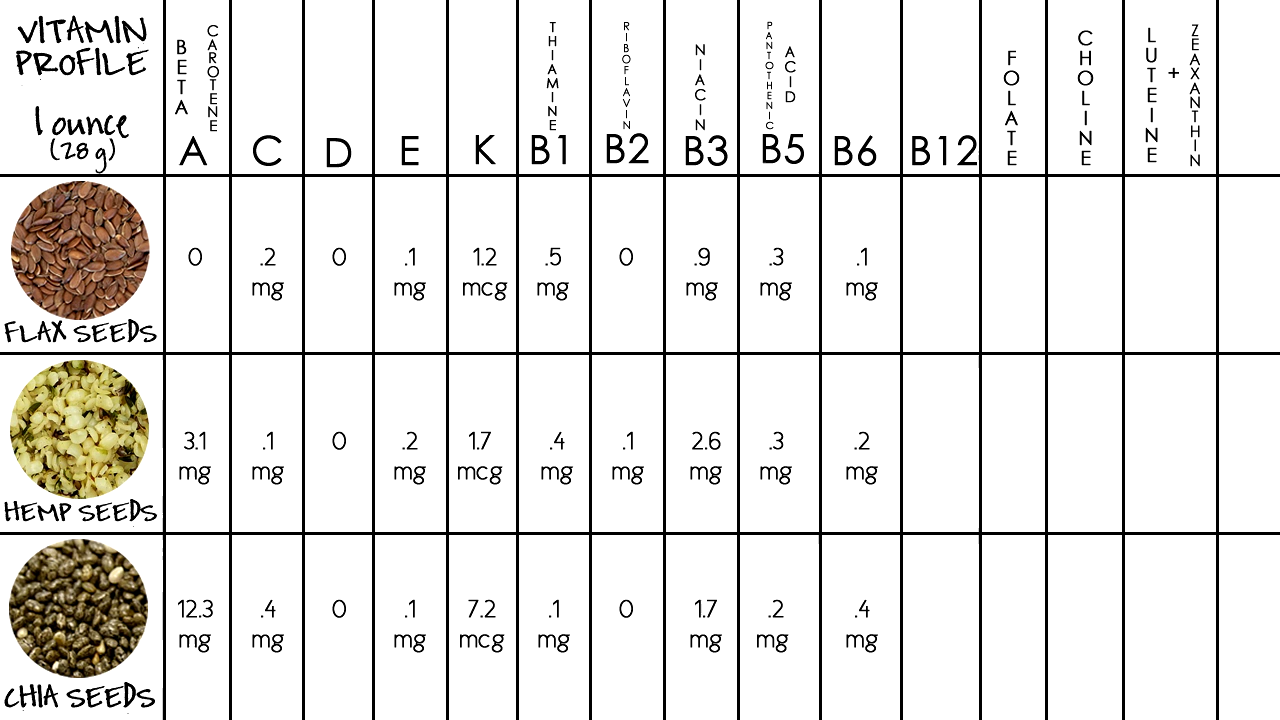 VITAMIN
PROFILE
1 ounce
(28 g)
BETA CAROTENE
A
C
D
E
K
THIAMINE
B1
RIBOFLAVIN
B2
NIACIN
B3
PANTOTHENIC ACID
B5
B6
B12
FOLATE
CHOLINE
LUTEINE + ZEAXANTHIN
0 .2 0 .1 1.2 .5 0 .9 .3 .1
mg mg mcg mg mg mg mg
FLAX SEEDS
3.1 .1 0 .2 1.7 .4 .1 2.6 .3 .2
mg mg mg mcg mg mg mg mg mg
HEMP SEEDS
12.3 .4 0 .1 7.2 .1 0 1.7 .2 .4
mg mg mg mcg mg mg mg mg
CHIA SEEDS